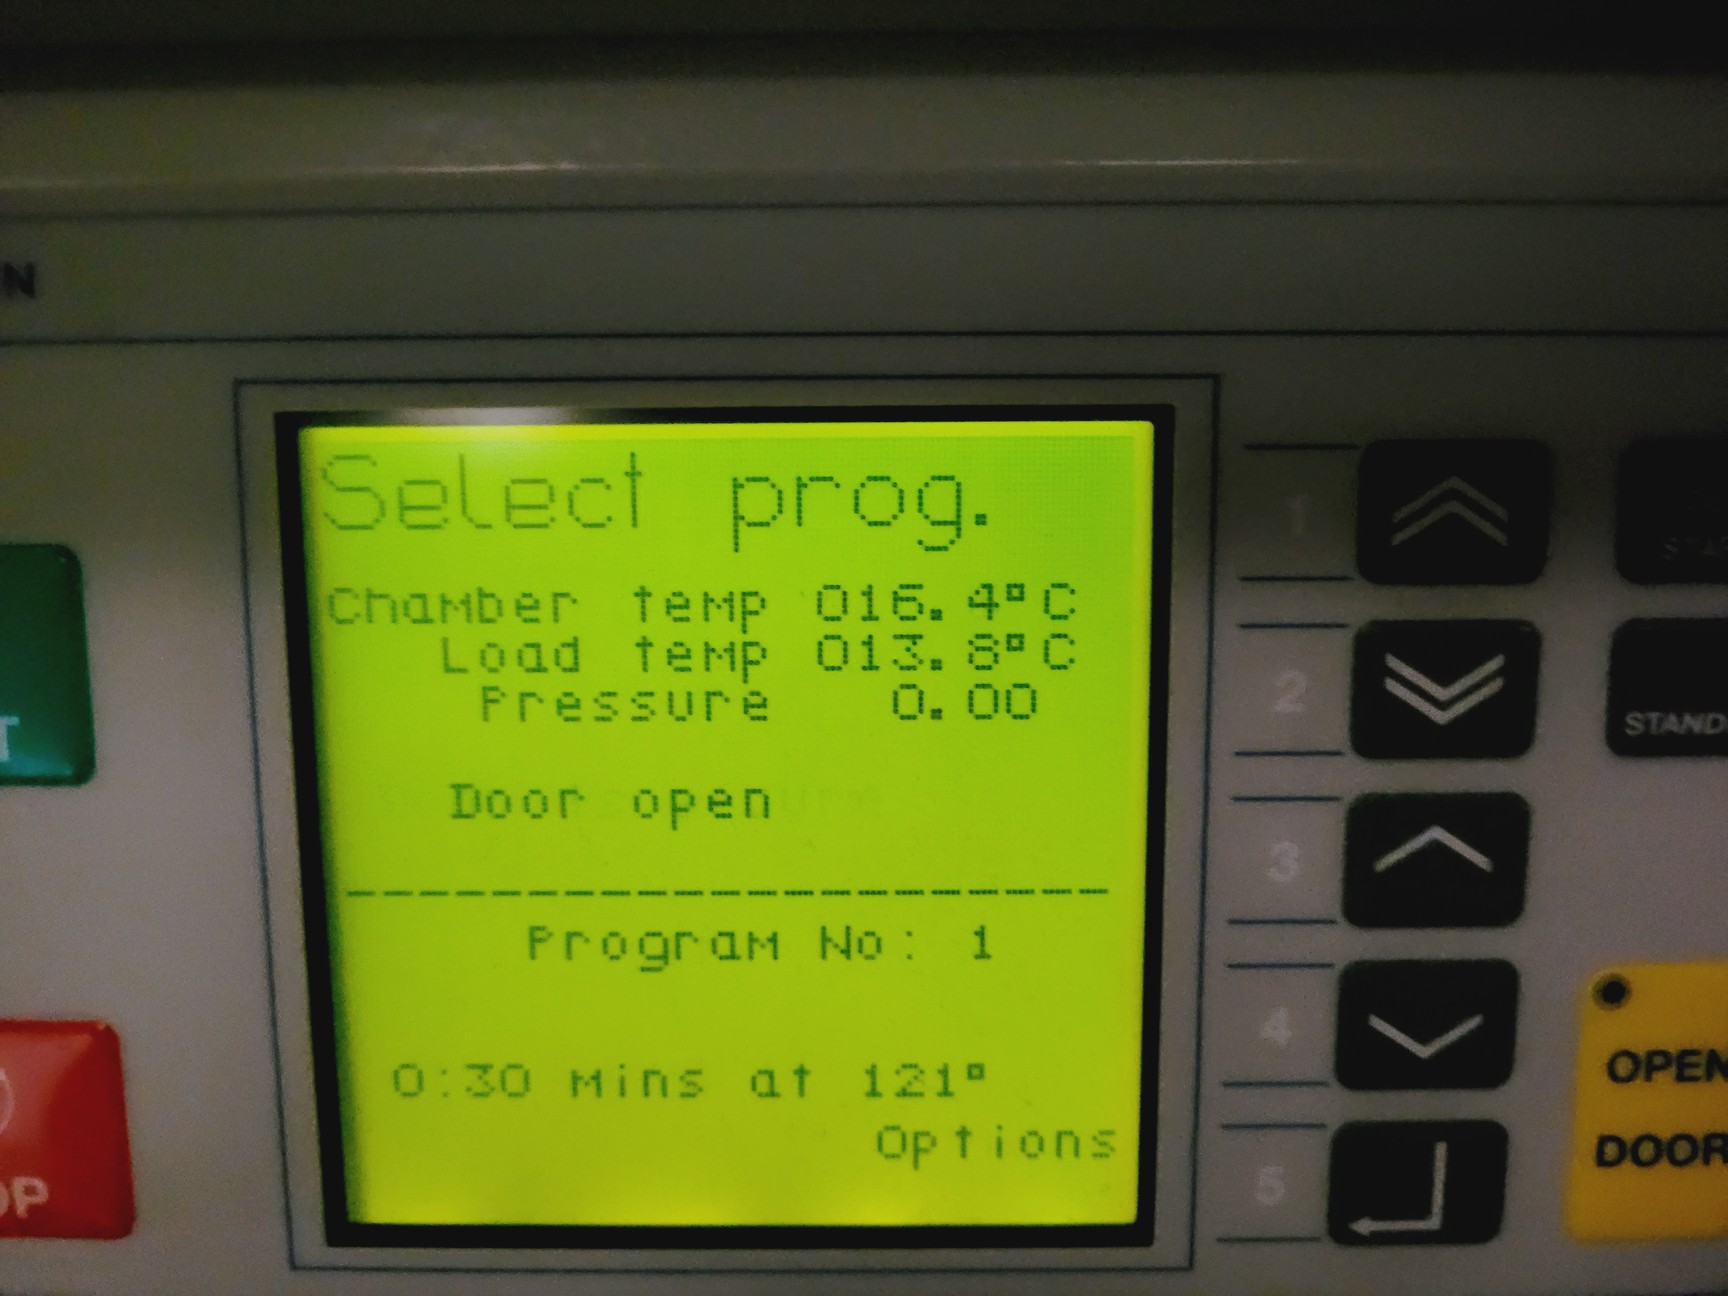 N
Select prog.
Chamber temp 016.4°C
Load temp 013.8°C
Pressure 0.00
Door open
Program No: 1
0:30 mins at 121°
Options
1
2
3
4
5
STAND
OPEN
DOOR
T
OP